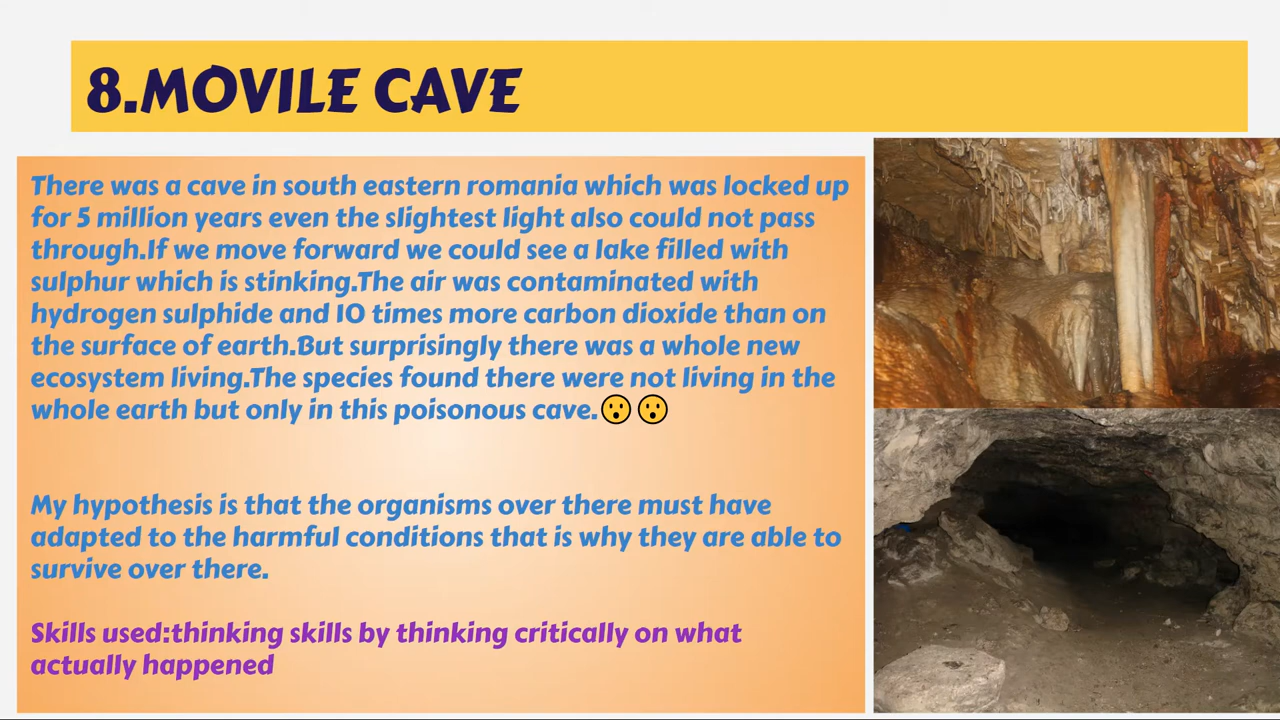 8.MOVILE CAVE
There was a cave in south eastern romania which was locked up
for 5 million years even the slightest light also could not pass
through.If we move forward we could see a lake filled with
sulphur which is stinking.The air was contaminated with
hydrogen sulphide and 10 times more carbon dioxide than on
the surface of earth.But surprisingly there was a whole new
ecosystem living.The species found there were not living in the
whole earth but only in this poisonous cave.😮😮
My hypothesis is that the organisms over there must have
adapted to the harmful conditions that is why they are able to
survive over there.
Skills used:thinking skills by thinking critically on what
actually happened